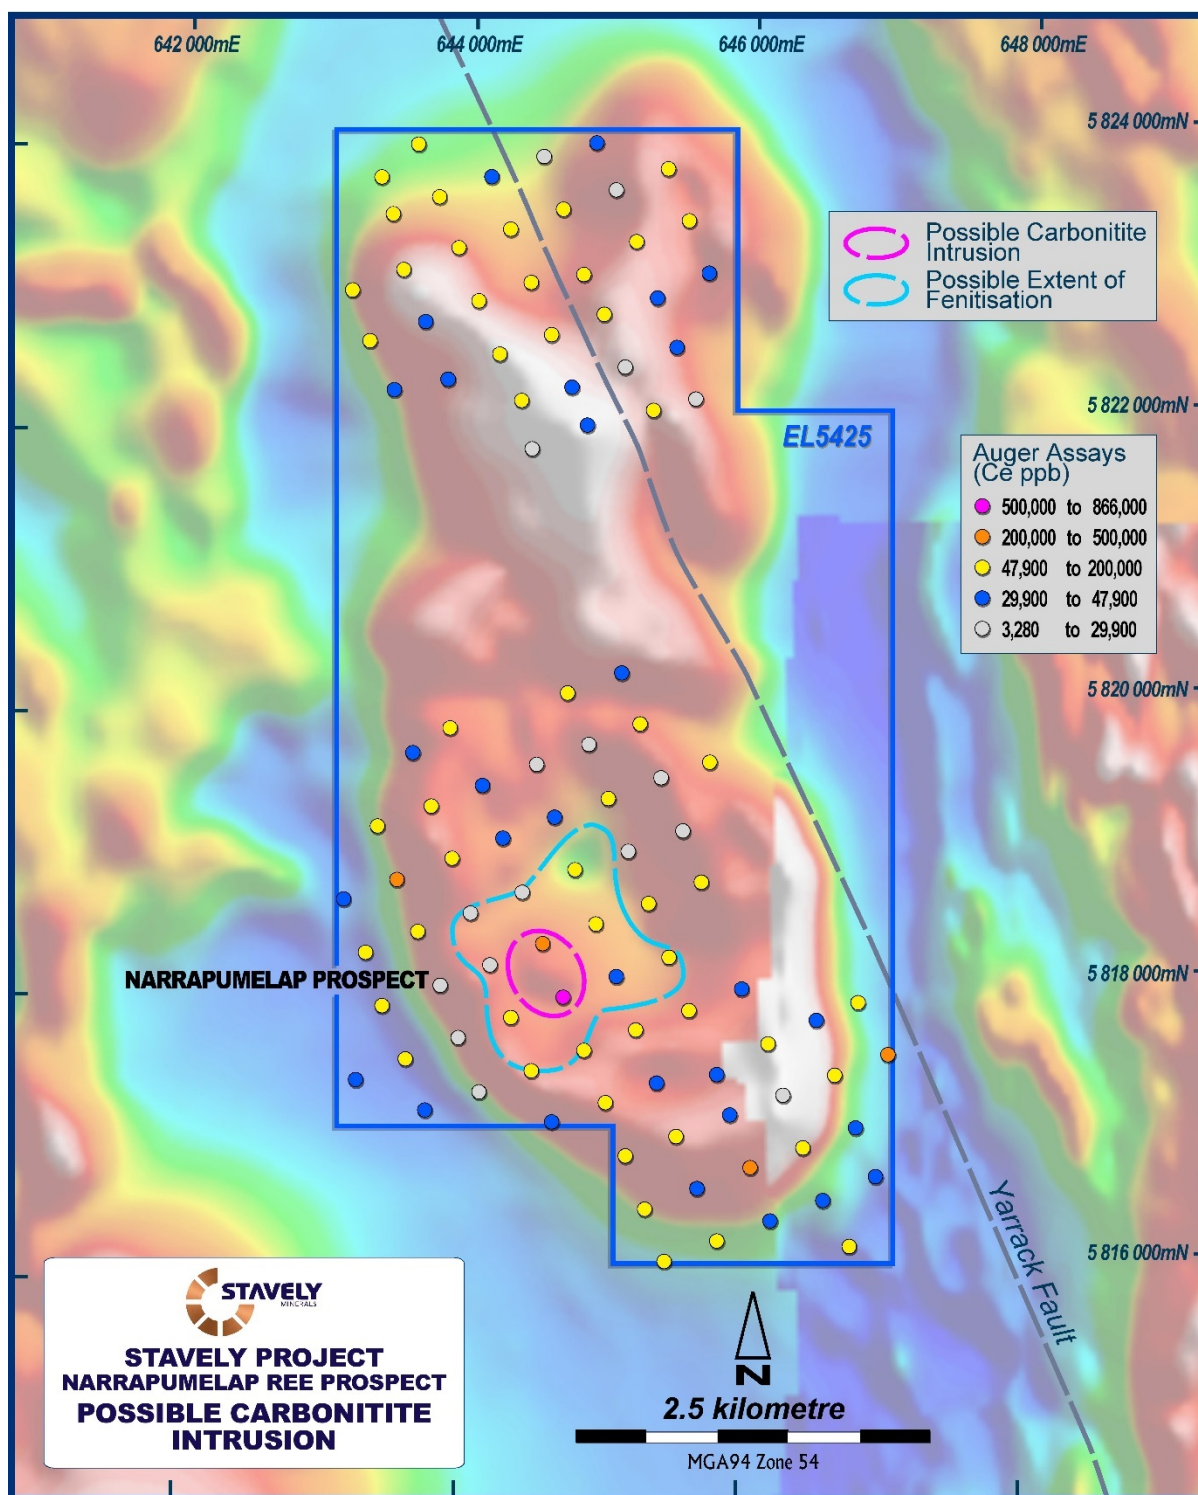 642 000mE
644 000mE
646 000mE
648 000mE
5 824 000mN
Possible Carbonitite
Intrusion
Possible Extent of
Fenitisation
5 822 000mN
EL5425
Auger Assays
(Ce ppb)
500,000 to 866,000
200,000 to 500,000
47,900 to 200,000
29,900 to 47,900
3,280 to 29,900
5 820 000mN
NARRAPUMELAP PROSPECT
5 818 000mN
Yarrack Fault
5 816 000mN
STAVELY
MINERALS
STAVELY PROJECT
NARRAPUMELAP REE PROSPECT
POSSIBLE CARBONITITE
INTRUSION
N
2.5 kilometre
MGA94 Zone 54